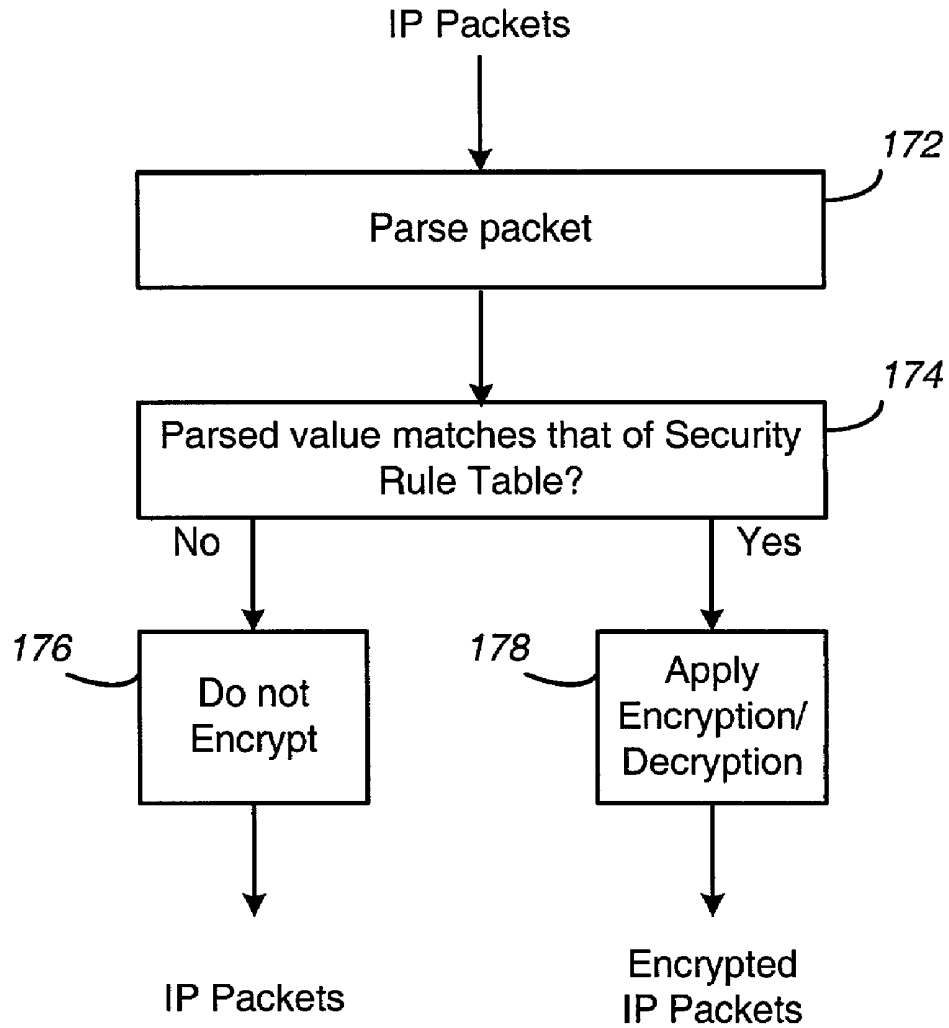 IP Packets
172
Parse packet
174
Parsed value matches that of Security
Rule Table?
No
Yes
176
178
Do not
Encrypt
Apply
Encryption/
Decryption
IP Packets
Encrypted
IP Packets